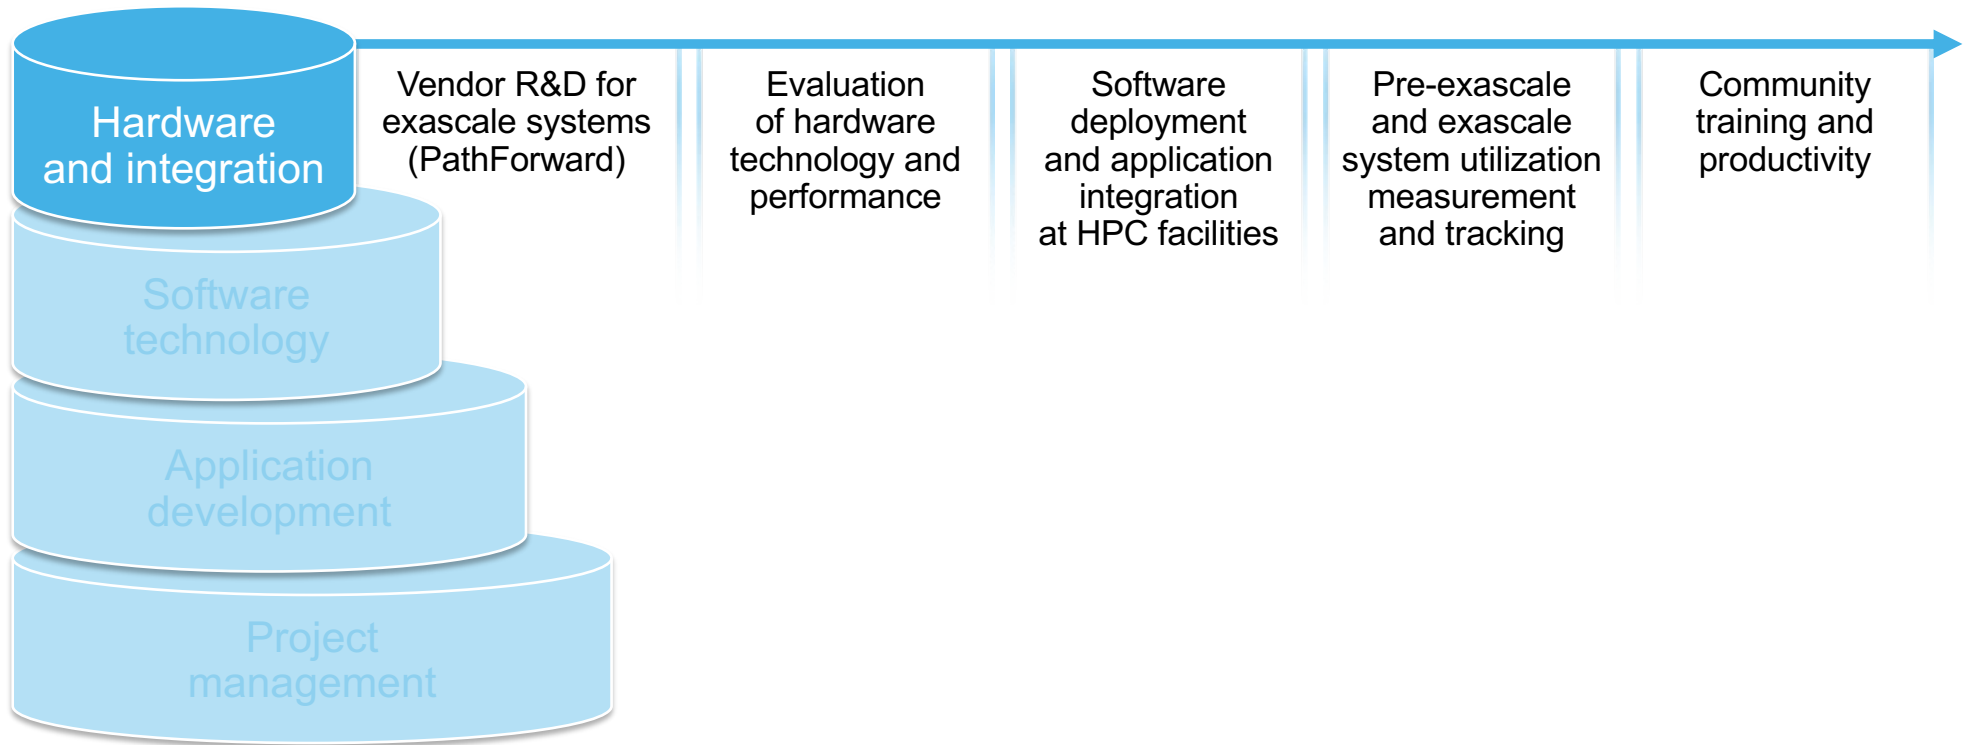 Hardware
and integration
Vendor R&D for
exascale systems
(PathForward)
Evaluation
of hardware
technology and
performance
Software
deployment
and application
integration
at HPC facilities
Pre-exascale
and exascale
system utilization
measurement
and tracking
Community
training and
productivity
Software
technology
Application
development
Project
management